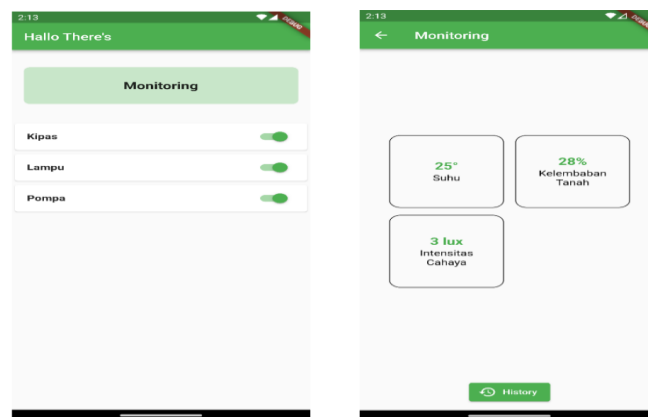 2:13
DEBUG
Hallo There's
Monitoring
Kipas
Lampu
Pompa
2:13
Monitoring
25°
Suhu
28%
Kelembaban
Tanah
3 lux
Intensitas
Cahaya
History